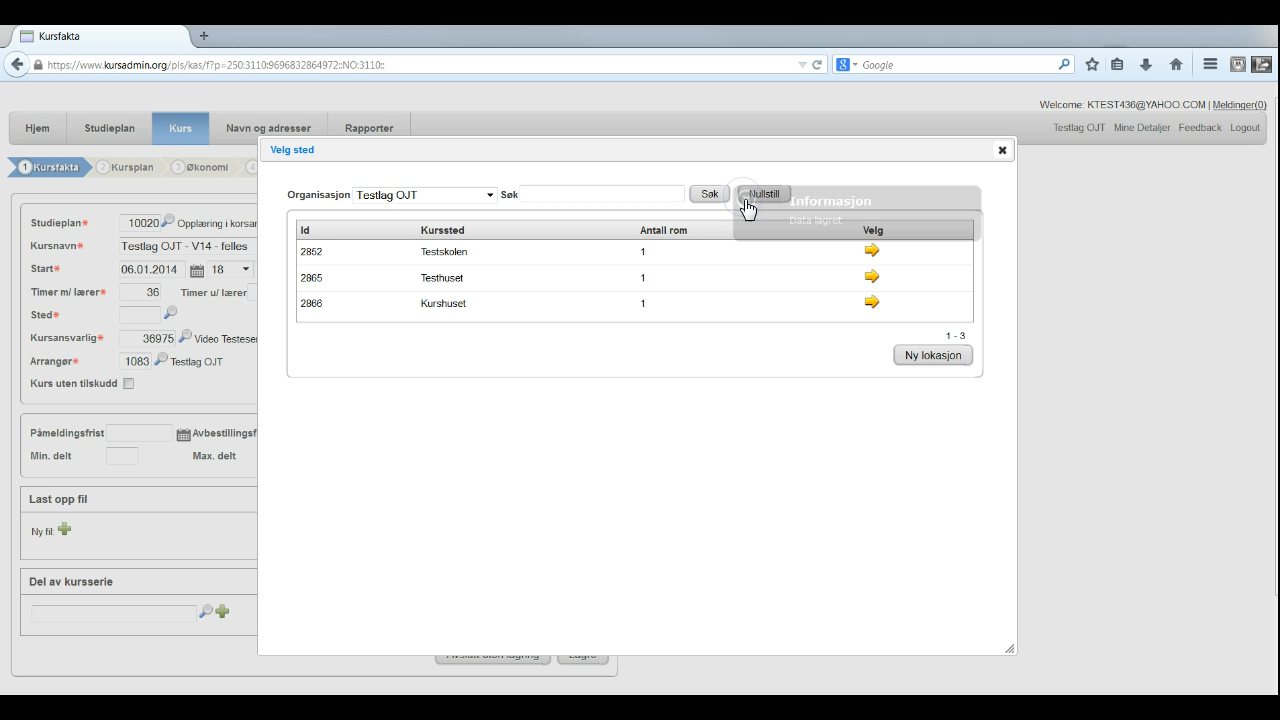 Kursfakta
https://www.kursadmin.org/pls/kas/f?p=250:3110:9696832864972::NO:3110::
Google
Welcome: KTEST436@YAHOO.COM | Meldinger(0)
Hjem Studieplan Kurs Navn og adresser Rapporter
Testlag OJT Mine Detaljer Feedback Logout
1 Kursfakta 2 Kursplan 3 Økonomi 4
Velg sted
Organisasjon Testlag OJT Søk Søk Nullstill
Informasjon
Data lagret
Id Kurssted Antall rom Velg
2852 Testskolen 1
2865 Testhuset 1
2866 Kurshuset 1
1 - 3
Ny lokasjon
Studieplan* 10020 Opplæring i korsar
Kursnavn* Testlag OJT - V14 - felles
Start* 06.01.2014 18
Timer m/ lærer* 36 Timer u/ lærer
Sted*
Kursansvarlig* 36975 Video Testeser
Arrangør* 1083 Testlag OJT
Kurs uten tilskudd
Påmeldingsfrist Avbestillingsf
Min. delt Max. delt
Last opp fil
Ny fil:
Del av kursserie
Avslutt uten lagring Lagre